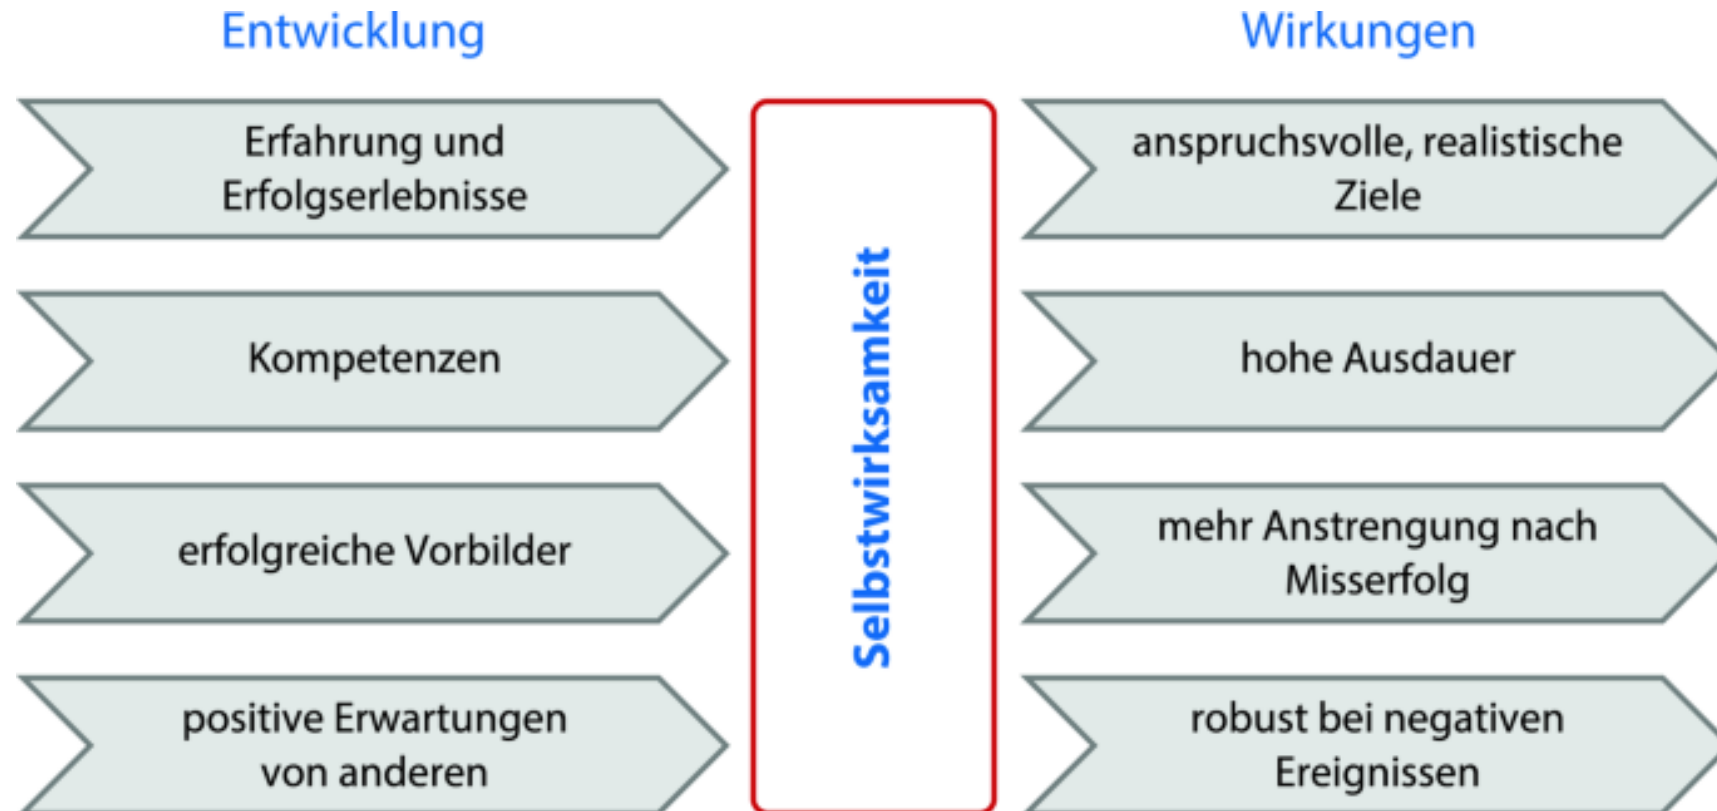 Entwicklung
Erfahrung und
Erfolgserlebnisse
Kompetenzen
erfolgreiche Vorbilder
positive Erwartungen
von anderen
Selbstwirksamkeit
Wirkungen
anspruchsvolle, realistische
Ziele
hohe Ausdauer
mehr Anstrengung nach
Misserfolg
robust bei negativen
Ereignissen